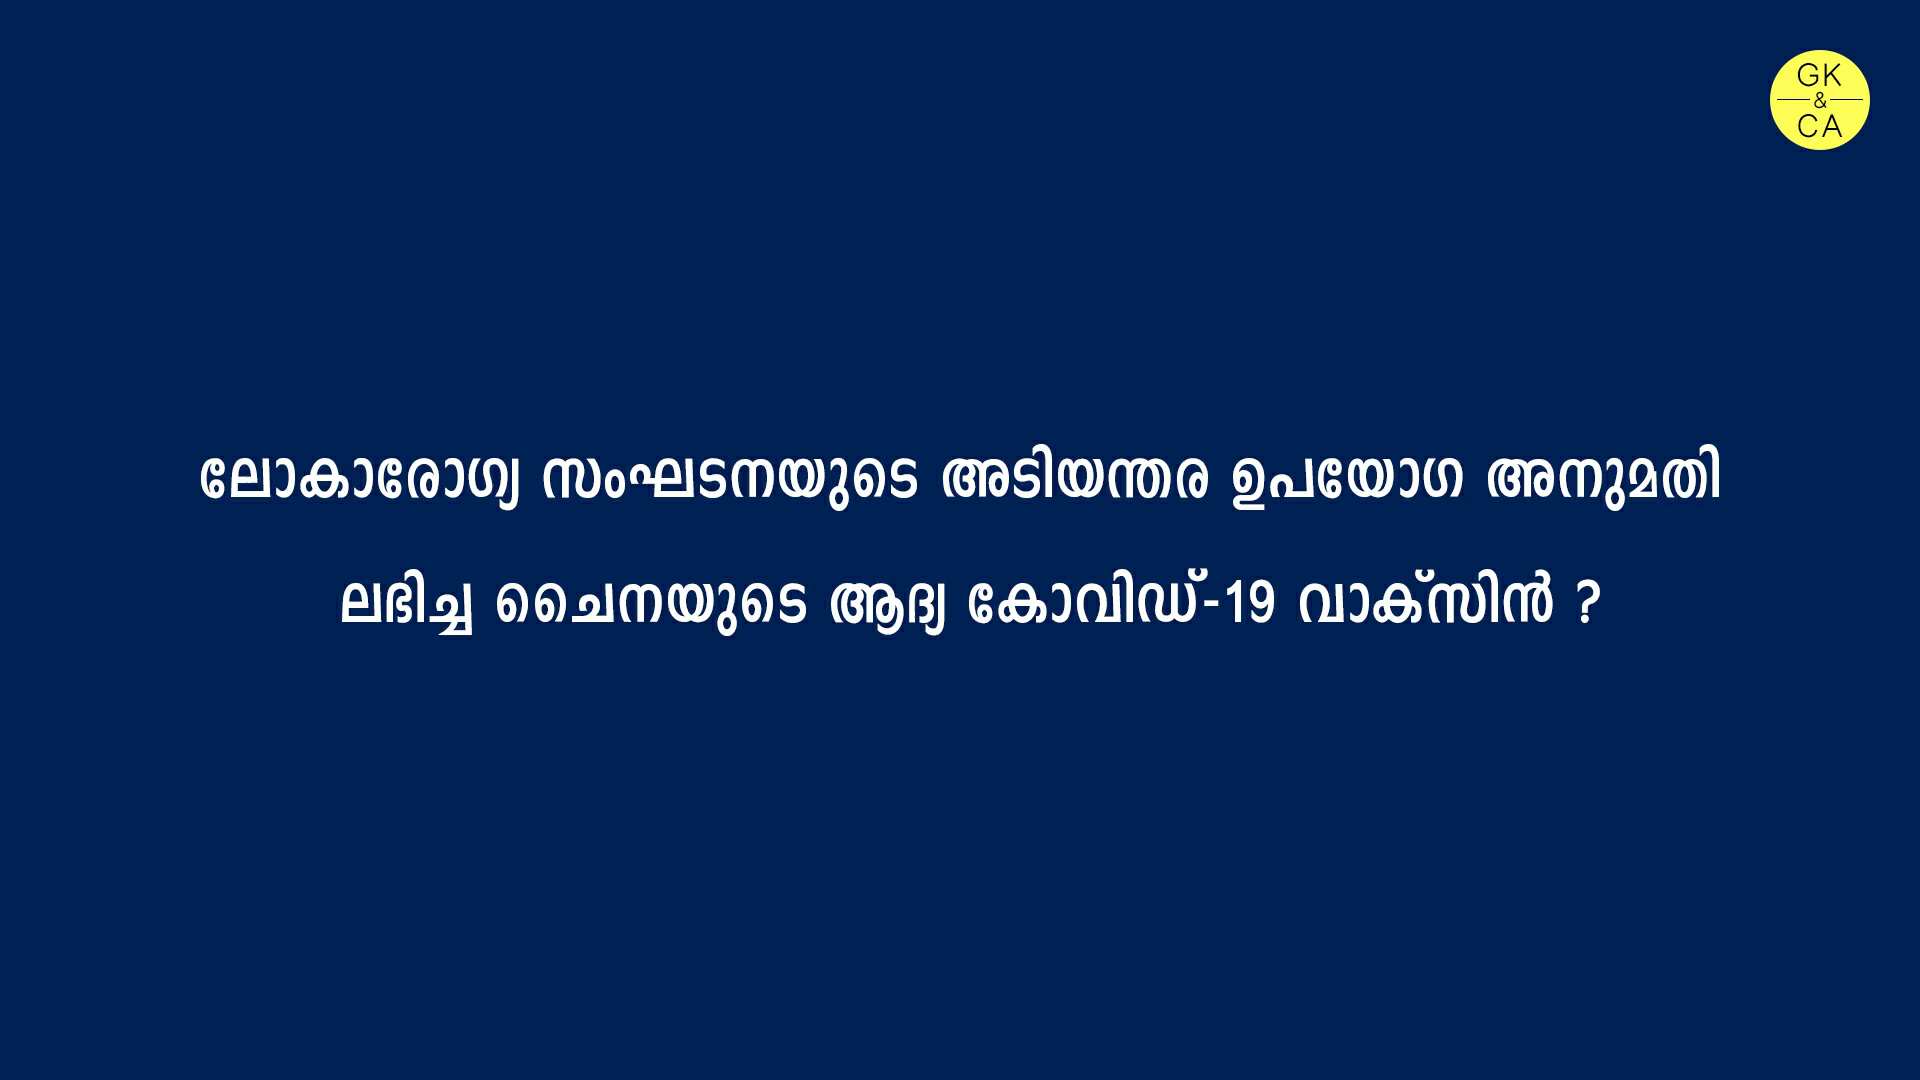 GK
&
CA
ലോകാരോഗ്യ സംഘടനയുടെ അടിയന്തര ഉപയോഗ അനുമതി
ലഭിച്ച ചൈനയുടെ ആദ്യ കോവിഡ്-19 വാക്സിൻ ?